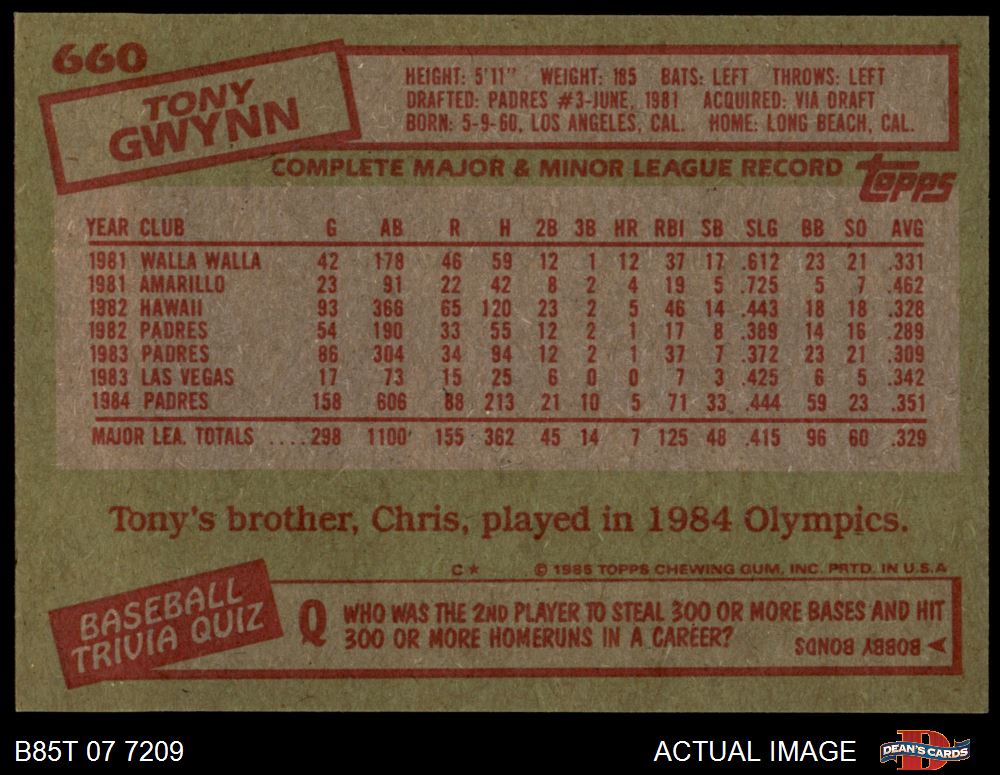 660
TONY
GWYNN
HEIGHT: 5'11" WEIGHT: 185 BATS: LEFT THROWS: LEFT
DRAFTED: PADRES #3-JUNE, 1981 ACQUIRED: VIA DRAFT
BORN: 5-9-60, LOS ANGELES, CAL. HOME: LONG BEACH, CAL.
COMPLETE MAJOR & MINOR LEAGUE RECORD
Topps
YEAR CLUB G AB R H 2B 3B HR RBI SB SLG BB SO AVG
1981 WALLA WALLA 42 178 46 59 12 1 12 37 17 .612 23 21 .331
1981 AMARILLO 23 91 22 42 8 2 4 19 5 .725 5 7 .462
1982 HAWAII 93 366 65 120 23 2 5 46 14 .443 18 18 .328
1982 PADRES 54 190 33 55 12 2 1 17 8 .389 14 16 .289
1983 PADRES 86 304 34 94 12 2 1 37 7 .372 23 21 .309
1983 LAS VEGAS 17 73 15 25 6 0 0 7 3 .425 6 5 .342
1984 PADRES 158 606 88 213 21 10 5 71 33 .444 59 23 .351
MAJOR LEA. TOTALS ....298 1100 155 362 45 14 7 125 48 .415 96 60 .329
Tony's brother, Chris, played in 1984 Olympics.
C* © 1985 TOPPS CHEWING GUM, INC. PRTD. IN U.S.A
BASEBALL
TRIVIA QUIZ
Q WHO WAS THE 2ND PLAYER TO STEAL 300 OR MORE BASES AND HIT
300 OR MORE HOMERUNS IN A CAREER?
A BOBBY BONDS
B85T 07 7209
ACTUAL IMAGE
D
DEAN'S CARDS